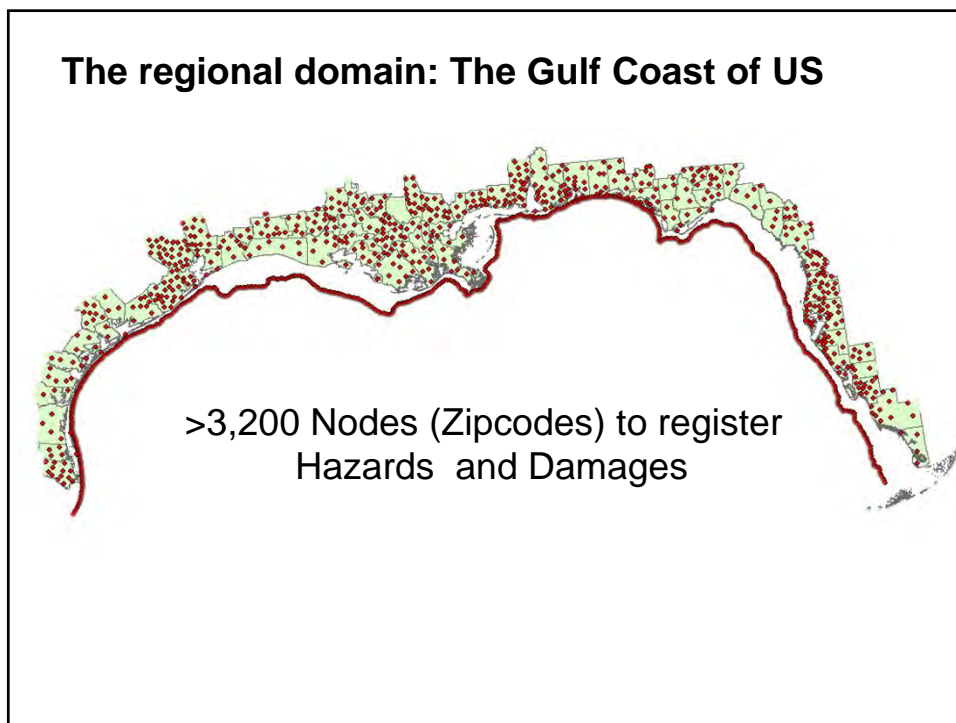 The regional domain: The Gulf Coast of US
>3,200 Nodes (Zipcodes) to register
Hazards and Damages